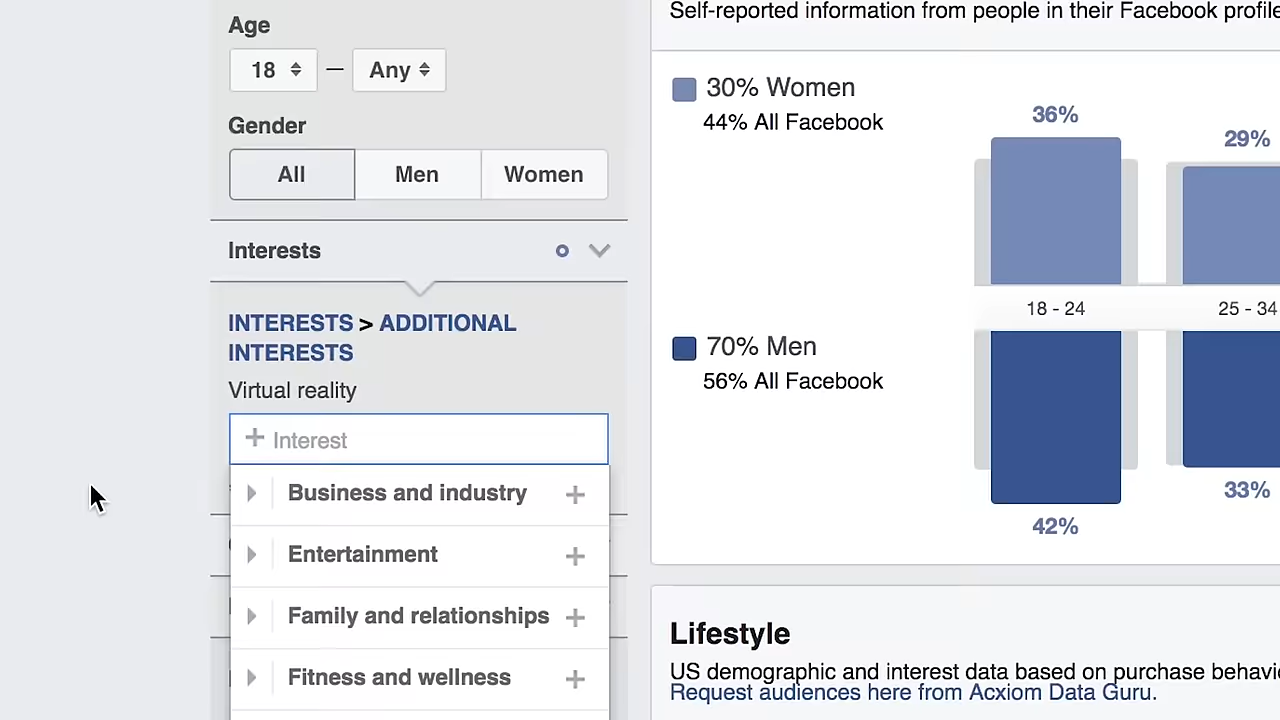 Age
18 — Any
Gender
All Men Women
Interests
INTERESTS > ADDITIONAL
INTERESTS
Virtual reality
+ Interest
Business and industry +
Entertainment +
Family and relationships +
Fitness and wellness +
Self-reported information from people in their Facebook profile
30% Women
44% All Facebook
36%
29%
18 - 24
25 - 34
70% Men
56% All Facebook
33%
42%
Lifestyle
US demographic and interest data based on purchase behavi
Request audiences here from Acxiom Data Guru.